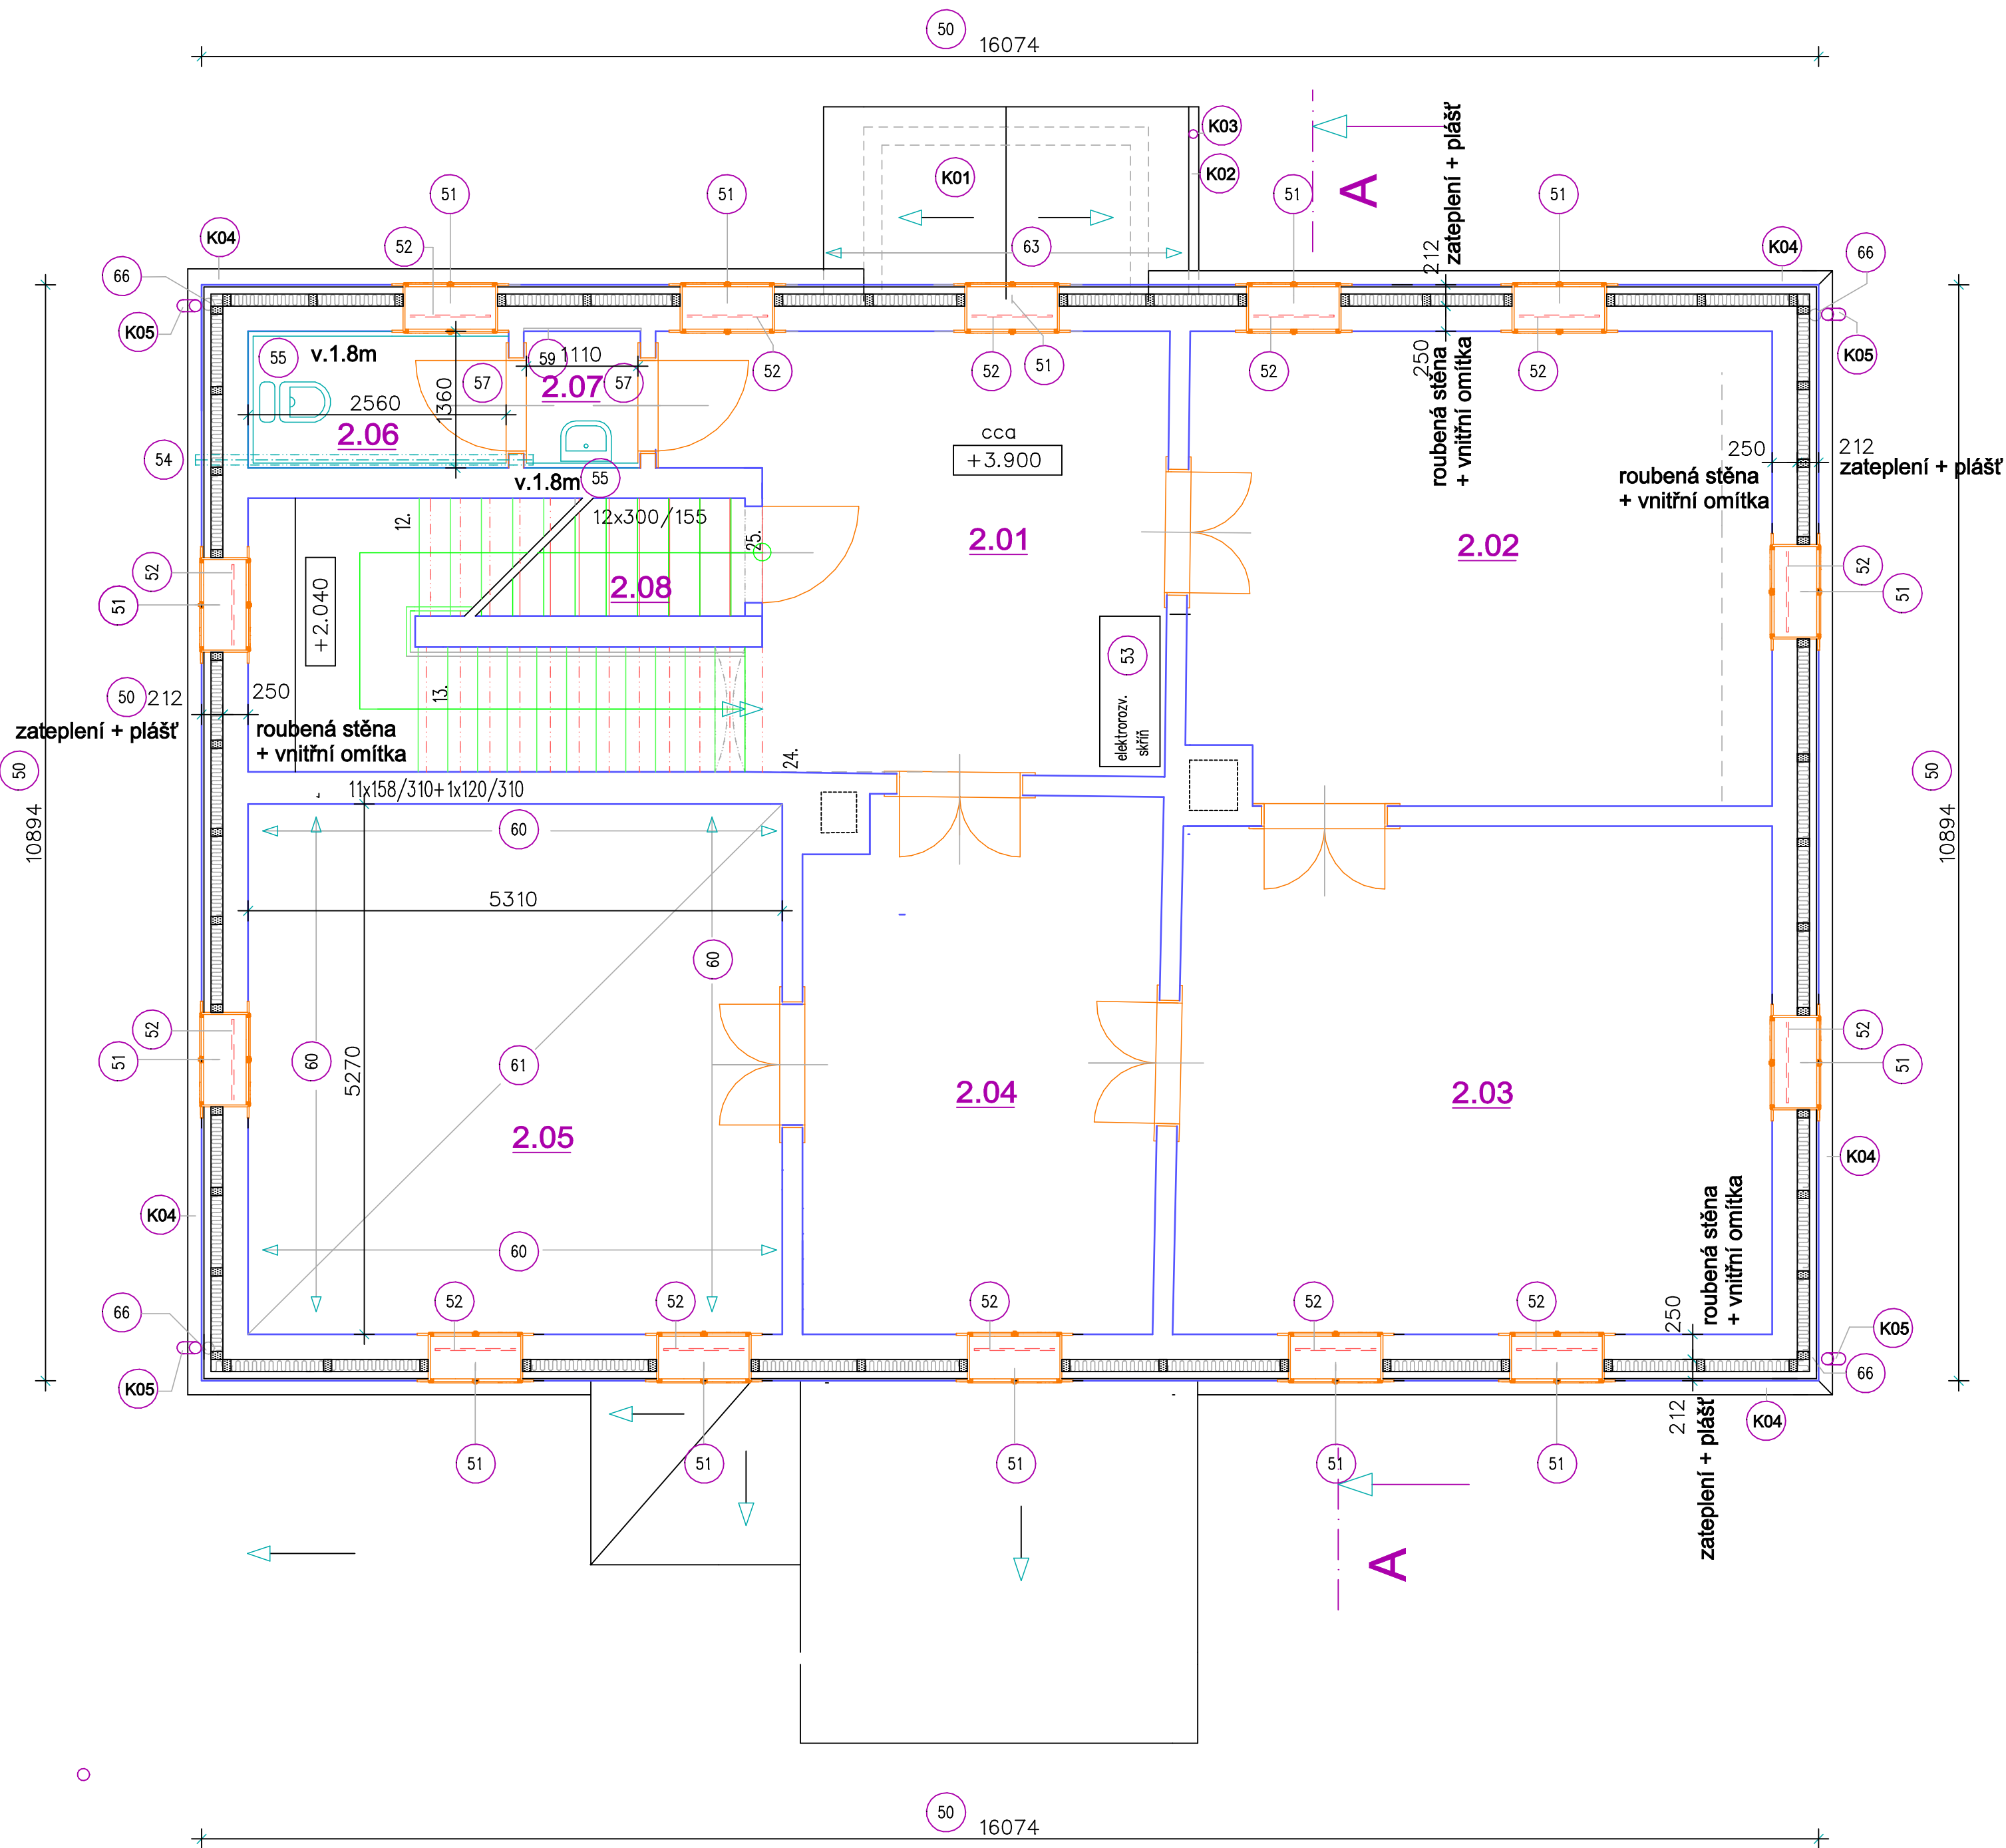 50
16074
K03
K01
K02
A
zateplení + plášť
51
51
51
51
K04
52
63
212
K04
66
66
K05
K05
55
v.1.8m
59
1110
57
2.07
57
52
52
51
52
52
250
roubená stěna
+ vnitřní omítka
2560
1360
2.06
cca
+3.900
54
v.1.8m
55
250
212
zateplení + plášť
roubená stěna
+ vnitřní omítka
12.
12x300/155
25.
2.01
2.02
52
51
+2.040
2.08
52
51
53
elektrorozv.
skříň
50
212
250
13.
zateplení + plášť
roubená stěna
+ vnitřní omítka
24.
50
10894
11x158/310+1x120/310
50
10894
60
5310
60
52
51
60
5270
61
2.05
2.04
2.03
52
51
K04
K04
60
roubená stěna
+ vnitřní omítka
250
66
K05
52
52
52
52
52
K05
66
K04
212
zateplení + plášť
51
51
51
51
51
A
50
16074